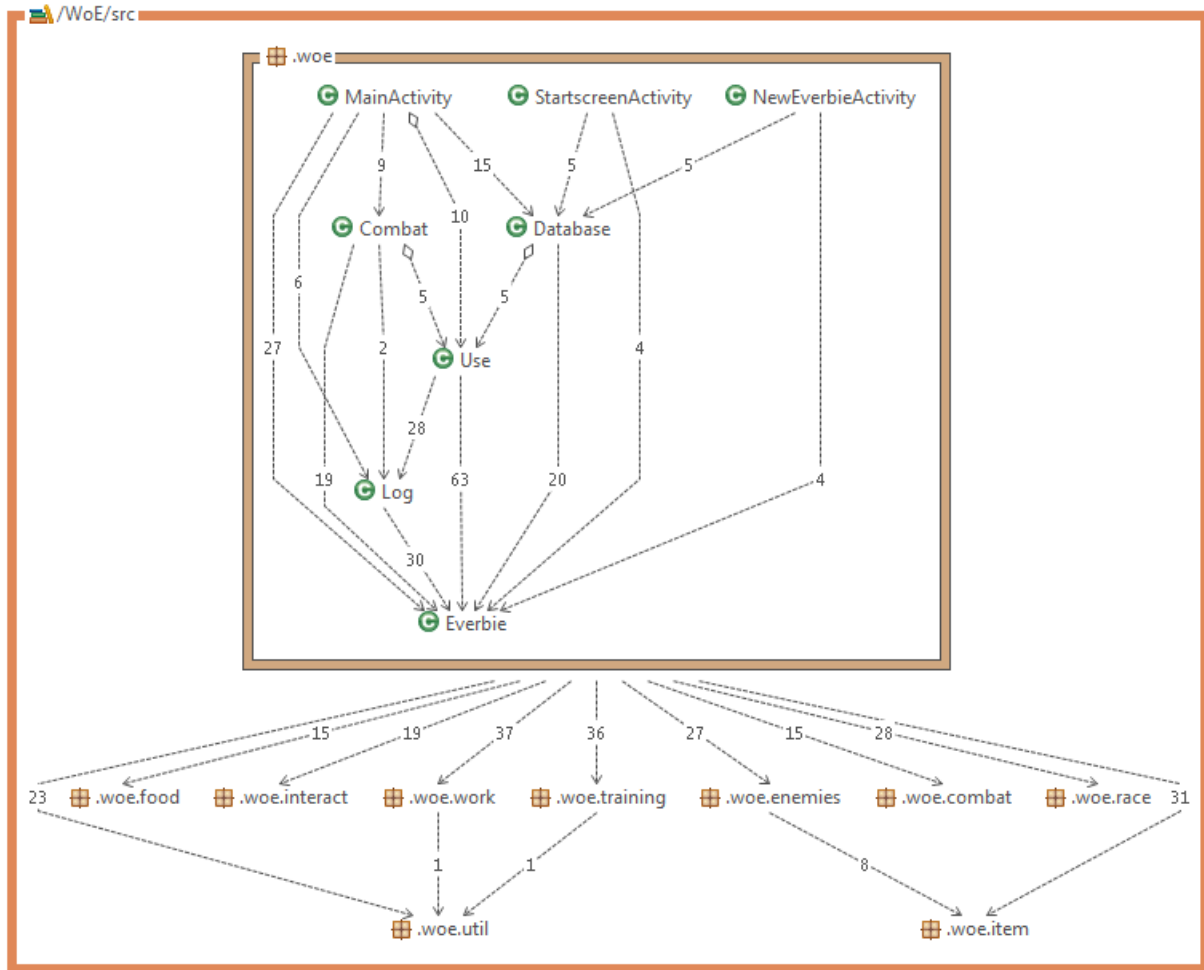 /WoE/src
.woe
MainActivity StartscreenActivity NewEverbieActivity
9 15 5 5
Combat 10 Database
6 5 5
27 2 Use 4
28
19 Log 63 20 4
30
Everbie
15 19 37 36 27 15 28
23 .woe.food .woe.interact .woe.work .woe.training .woe.enemies .woe.combat .woe.race 31
1 1 8
.woe.util .woe.item